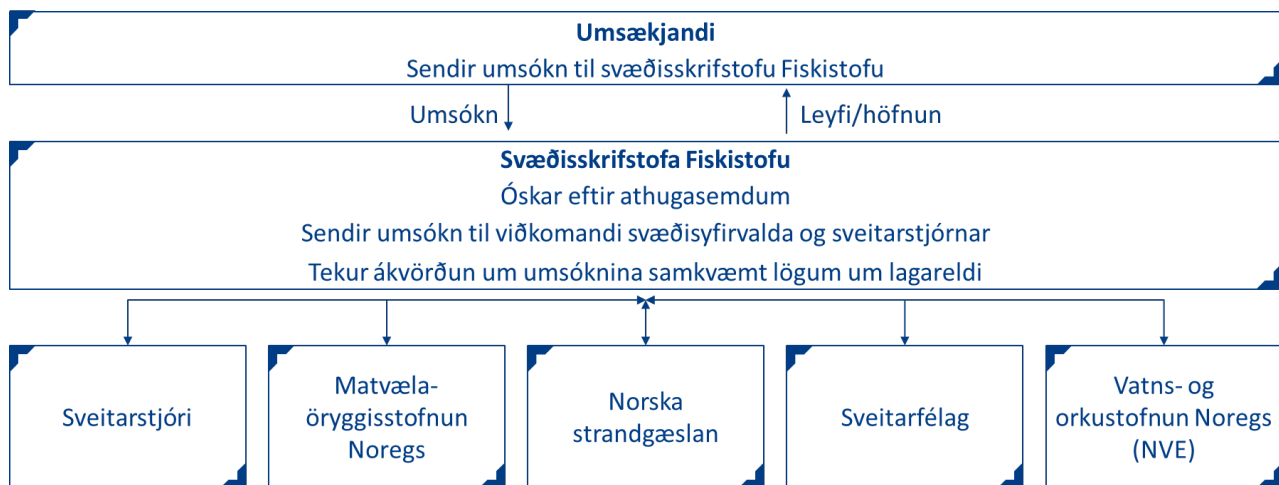 Umsækjandi
Sendir umsókn til svæðisskrifstofu Fiskistofu
Umsókn
Leyfi/höfnun
Svæðisskrifstofa Fiskistofu
Óskar eftir athugasemdum
Sendir umsókn til viðkomandi svæðisyfirvalda og sveitarstjórnar
Tekur ákvörðun um umsóknina samkvæmt lögum um lagareldi
Sveitarstjóri
Matvæla-
öryggisstofnun
Noregs
Norska
strandgæslan
Sveitarfélag
Vatns- og
orkustofnun Noregs
(NVE)